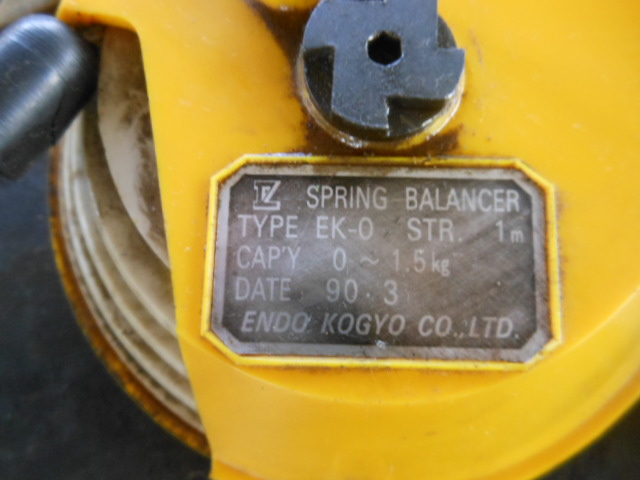 SPRING BALANCER
TYPE EK-0 STR. 1m
CAP'Y 0 ~ 1.5kg
DATE 90.3
ENDO KOGYO CO.,LTD.